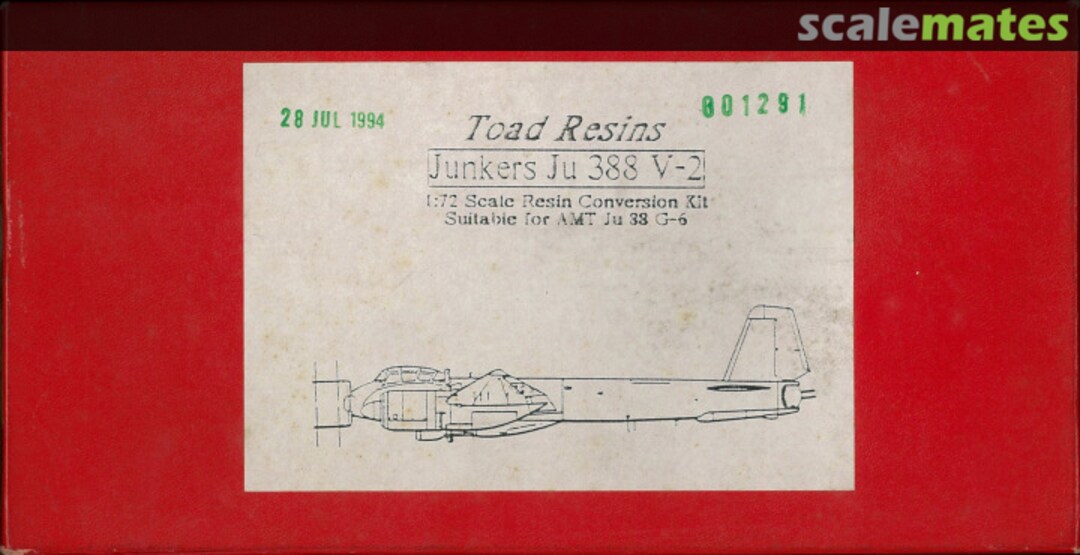 scalemates
28 JUL 1994
001291
Toad Resins
Junkers Ju 388 V-2
1:72 Scale Resin Conversion Kit
Suitable for AMT Ju 88 G-6